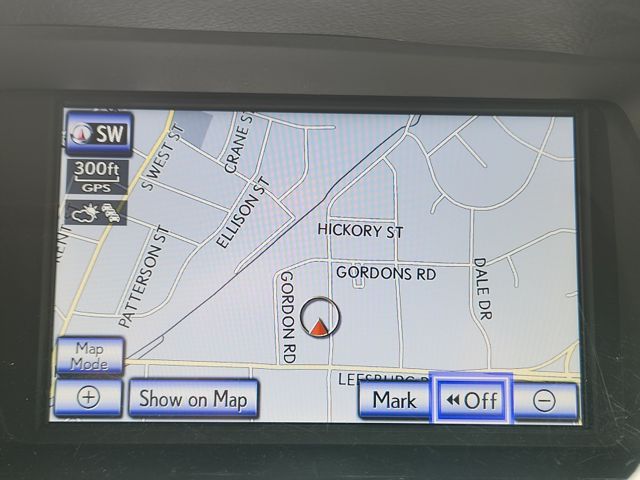 SW
300ft
GPS
S WEST ST
CRANE S
ELLISON ST
PATTERSON ST
HICKORY ST
GORDONS RD
GORDON RD
DALE DR
Map
Mode
Show on Map
Mark
Off